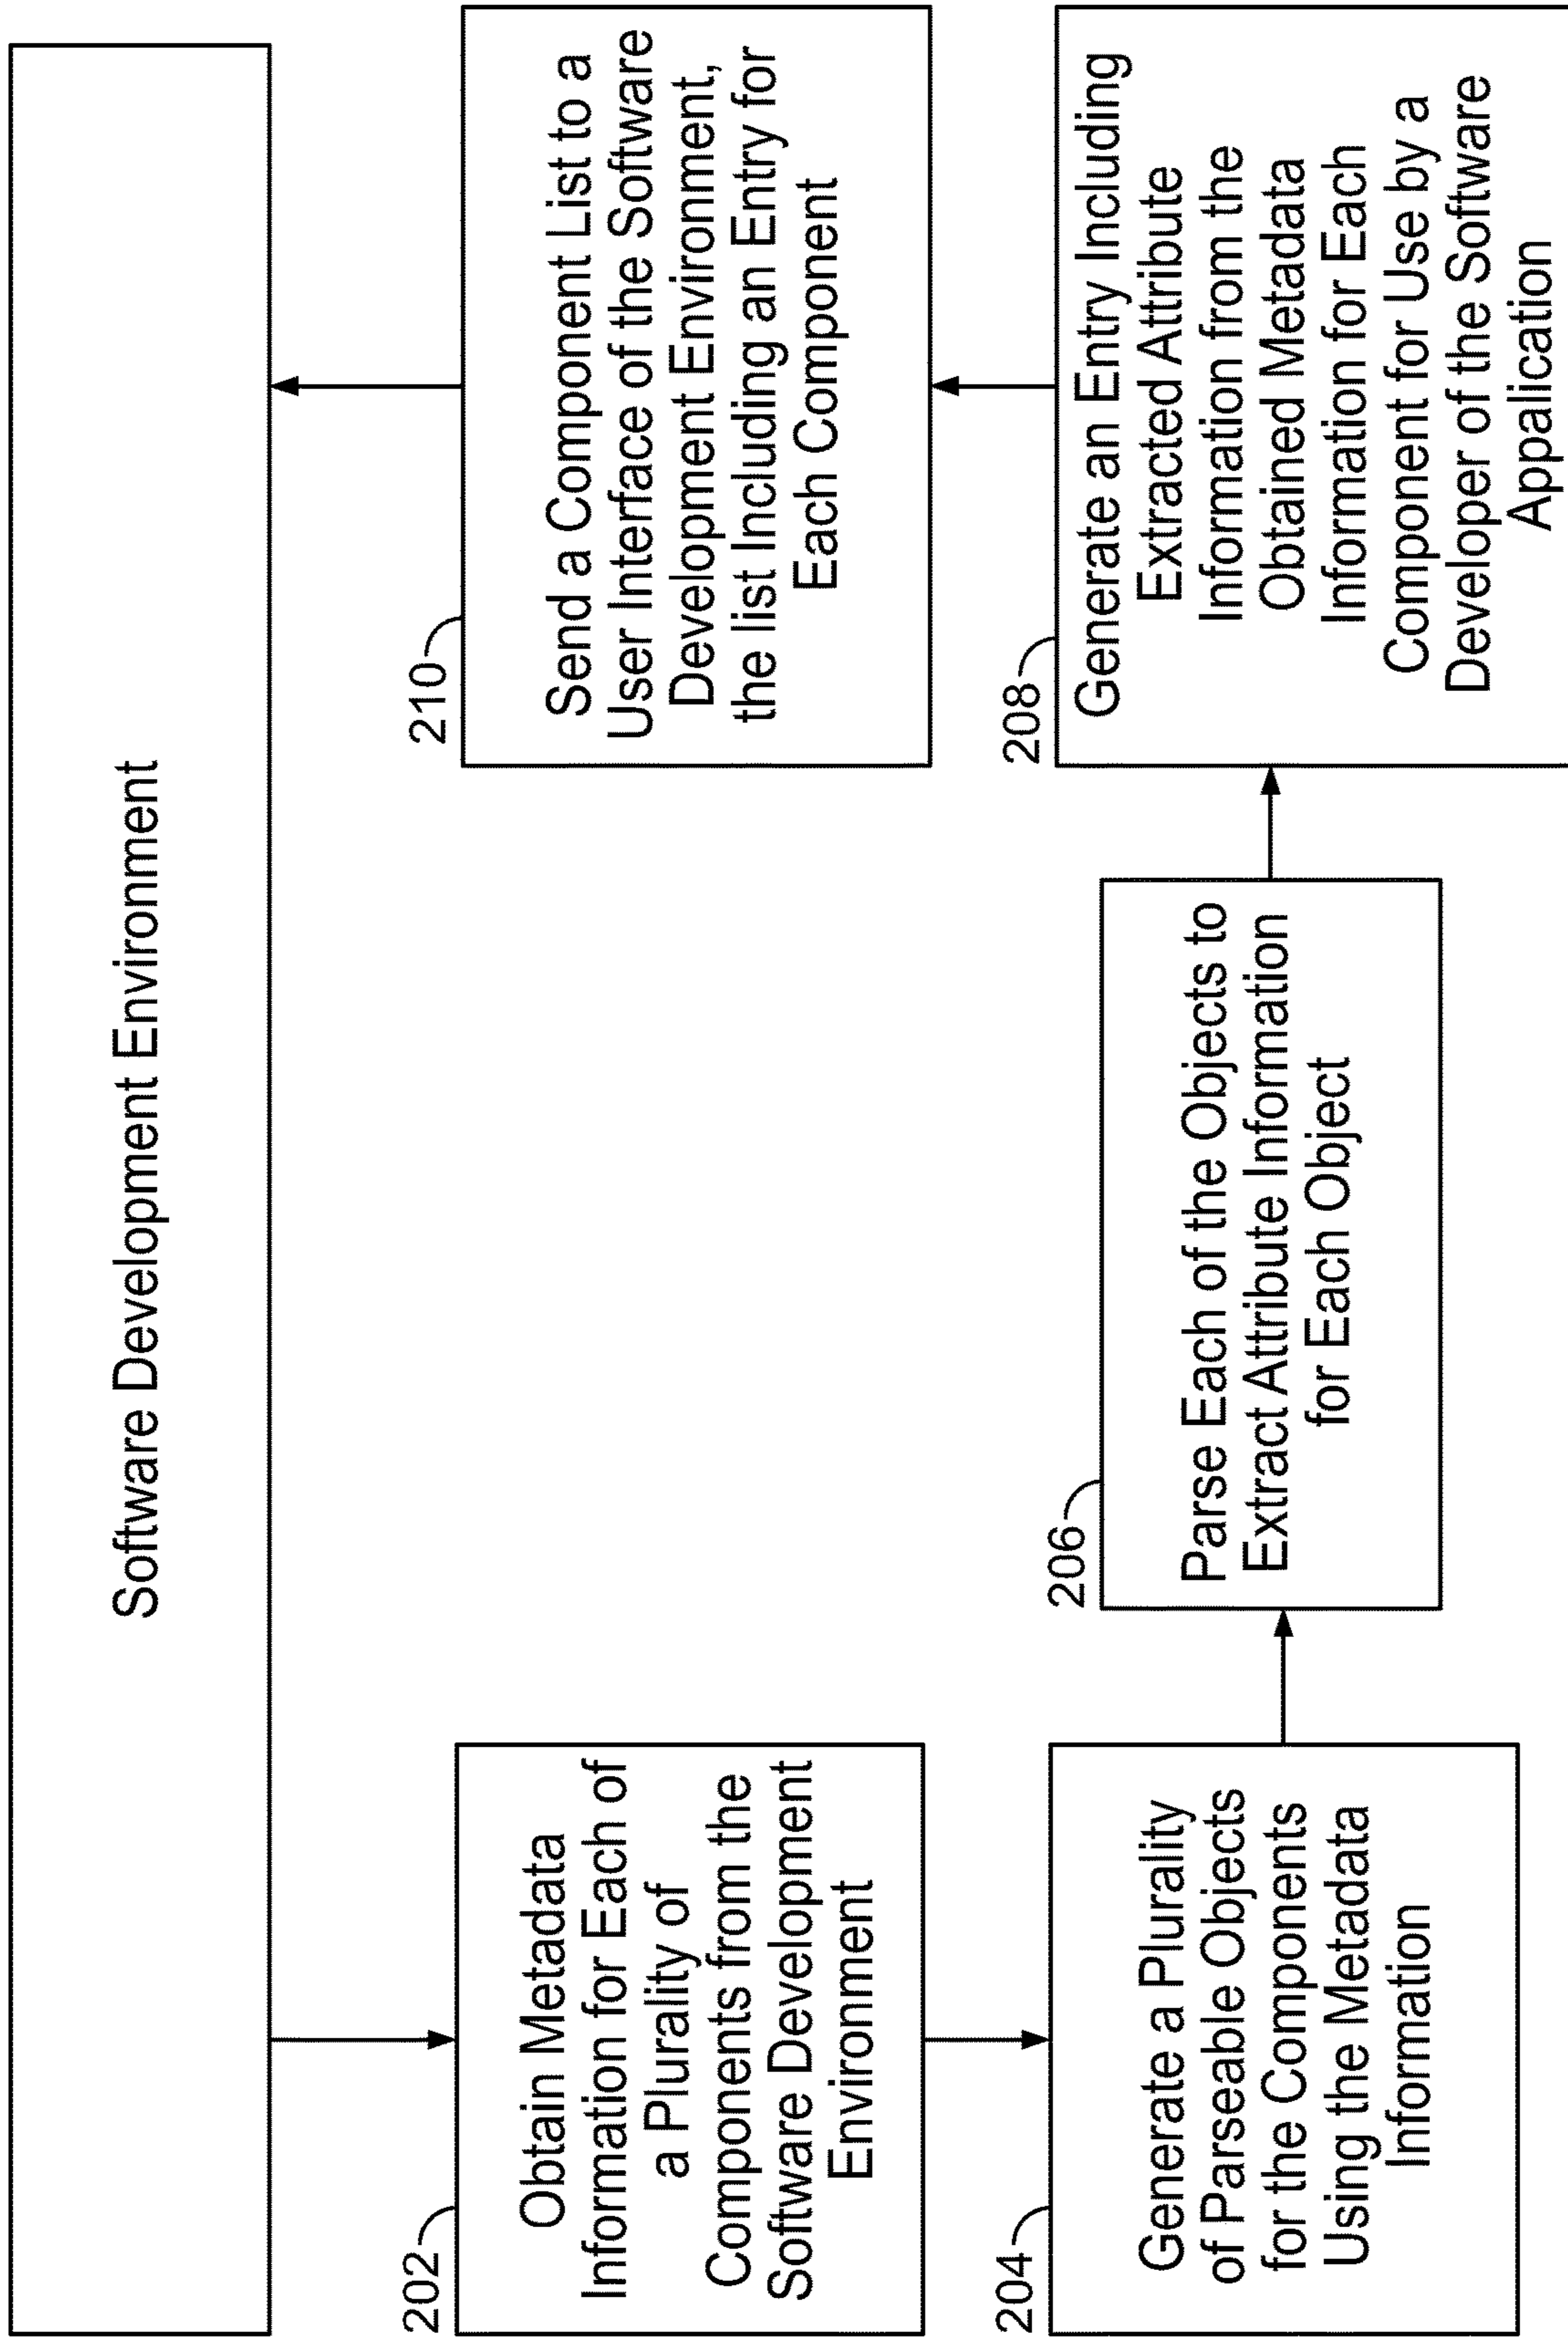 Software Development Environment
202
Obtain Metadata
Information for Each of
a Plurality of
Components from the
Software Development
Environment
204
Generate a Plurality
of Parseable Objects
for the Components
Using the Metadata
Information
206
Parse Each of the Objects to
Extract Attribute Information
for Each Object
208
Generate an Entry Including
Extracted Attribute
Information from the
Obtained Metadata
Information for Each
Component for Use by a
Developer of the Software
Appalication
210
Send a Component List to a
User Interface of the Software
Development Environment,
the list Including an Entry for
Each Component